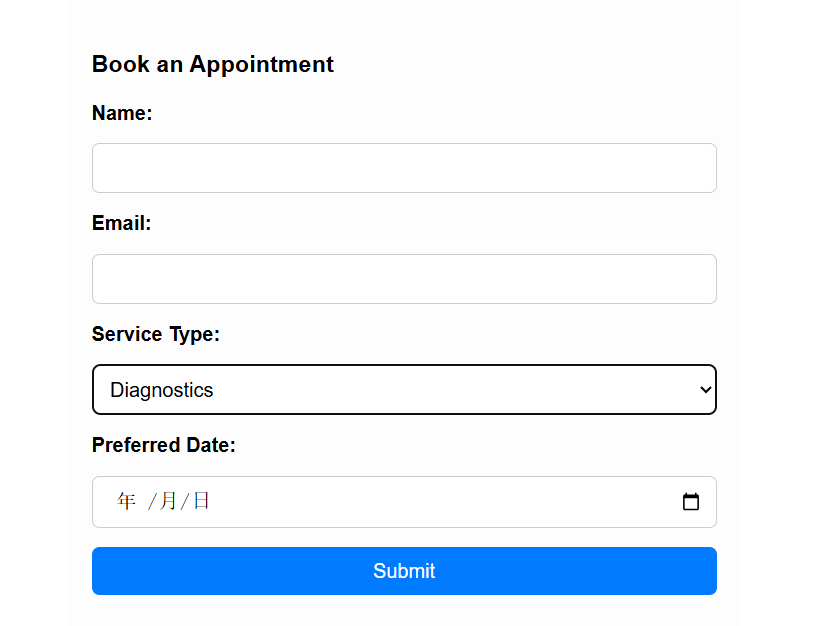 Book an Appointment
Name:
Email:
Service Type:
Diagnostics
Preferred Date:
年 /月/日
Submit